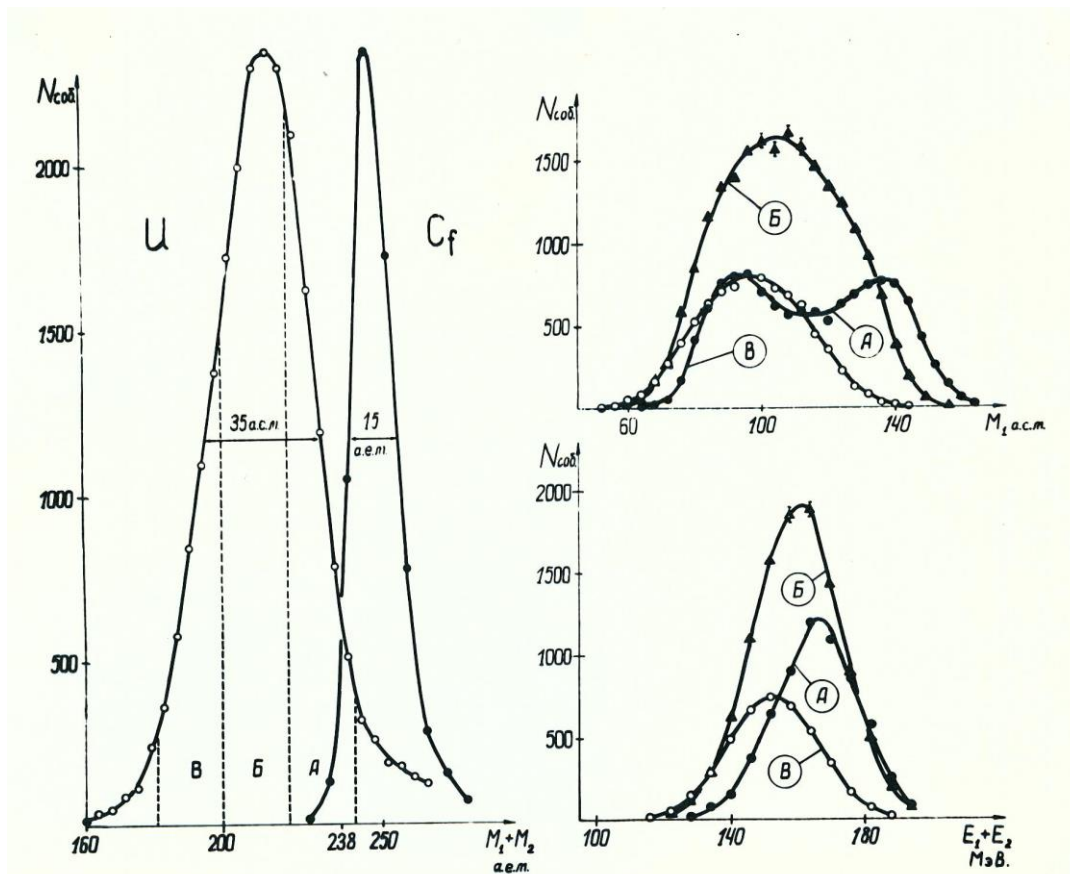 Nсоб.
2000
1500
1000
500
U
Cf
35 а.с.т.
15
а.е.т.
В
Б
А
160
200
238
250
M₁+M₂
а.е.т.
Nсоб.
1500
1000
500
Б
А
В
60
100
140
M₁ а.с.т.
Nсоб.
2000
1500
1000
500
Б
А
В
100
140
180
E₁+E₂
МэВ.